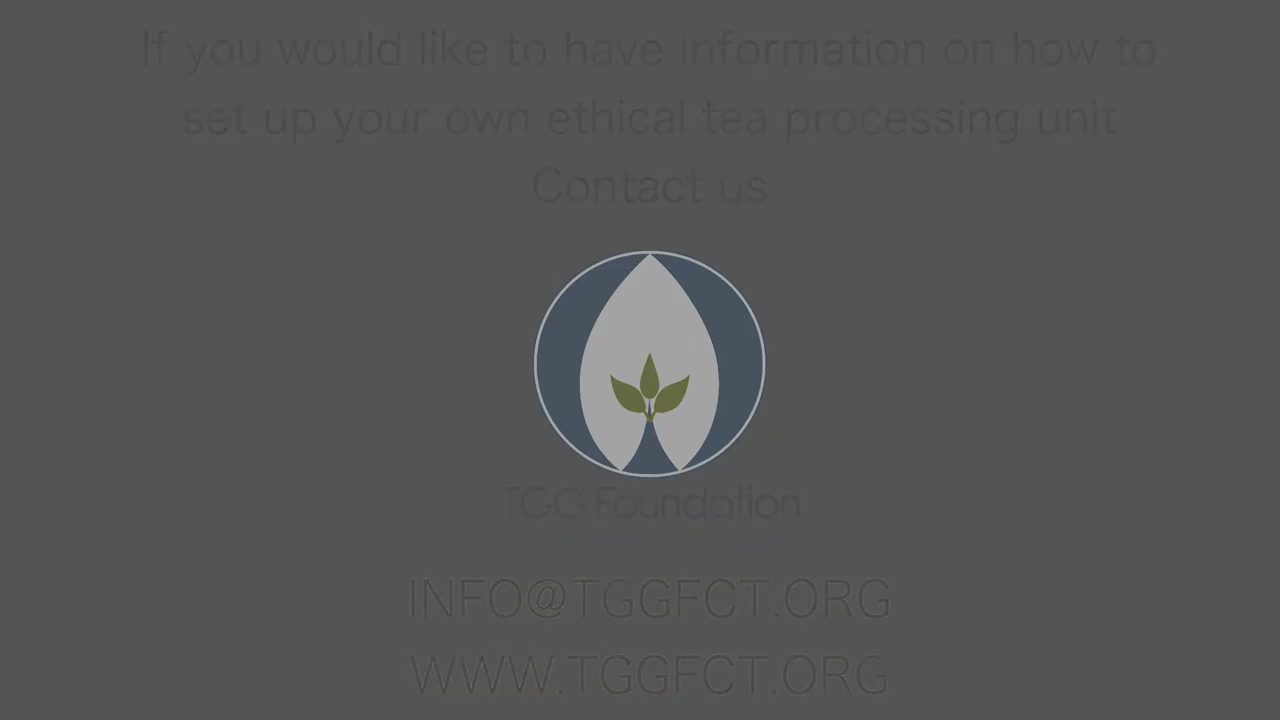 If you would like to have information on how to
set up your own ethical tea processing unit
Contact us
TGG Foundation
INFO@TGGFCT.ORG
WWW.TGGFCT.ORG